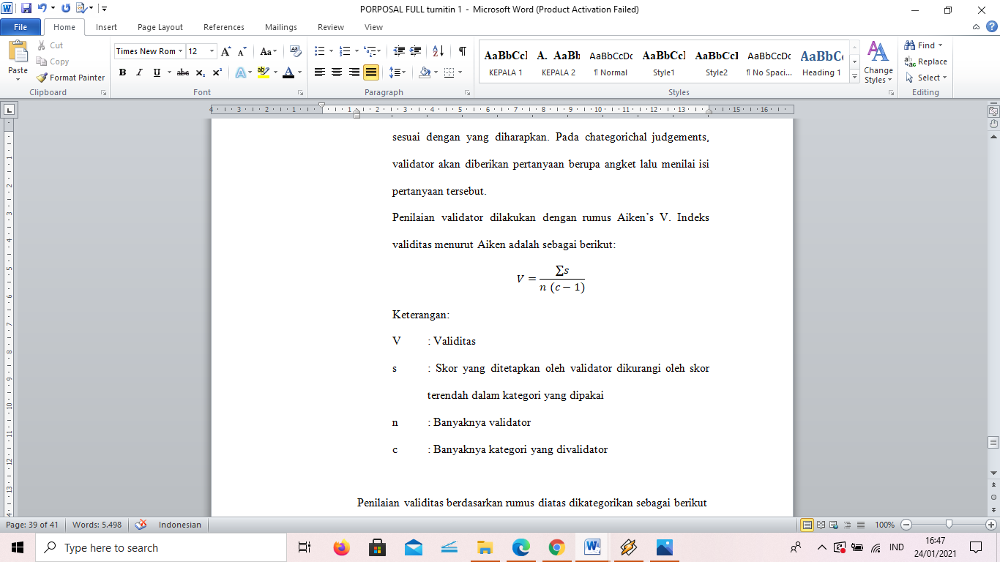 PORPOSAL FULL turnitin 1 - Microsoft Word (Product Activation Failed)
File Home Insert Page Layout References Mailings Review View
Paste
Cut
Copy
Format Painter
Clipboard
Times New Rom 12
Font
Paragraph
AaBbCcI A. AaBb AaBbCcDc AaBbCcI AaBbCcI AaBbCcDc AaBbCc
KEPALA 1 KEPALA 2 ¶ Normal Style1 Style2 ¶ No Spaci... Heading 1
Styles
Change Styles
Find
Replace
Select
Editing
sesuai dengan yang diharapkan. Pada chategorichal judgements,
validator akan diberikan pertanyaan berupa angket lalu menilai isi
pertanyaan tersebut.
Penilaian validator dilakukan dengan rumus Aiken’s V. Indeks
validitas menurut Aiken adalah sebagai berikut:
V = ∑s / n (c − 1)
Keterangan:
V : Validitas
s : Skor yang ditetapkan oleh validator dikurangi oleh skor
terendah dalam kategori yang dipakai
n : Banyaknya validator
c : Banyaknya kategori yang divalidator
Penilaian validitas berdasarkan rumus diatas dikategorikan sebagai berikut
Page: 39 of 41 Words: 5.498 Indonesian 100%
Type here to search
IND
16:47
24/01/2021